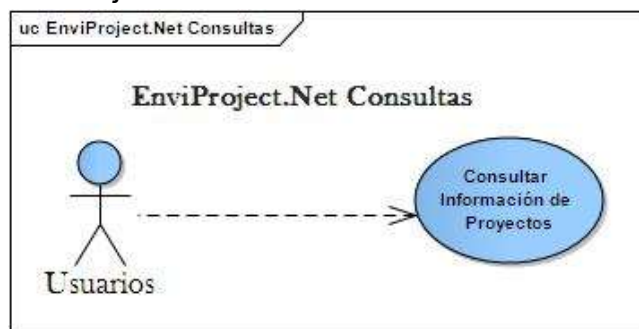 uc EnviProject.Net Consultas
EnviProject.Net Consultas
Consultar
Información de
Proyectos
Usuarios